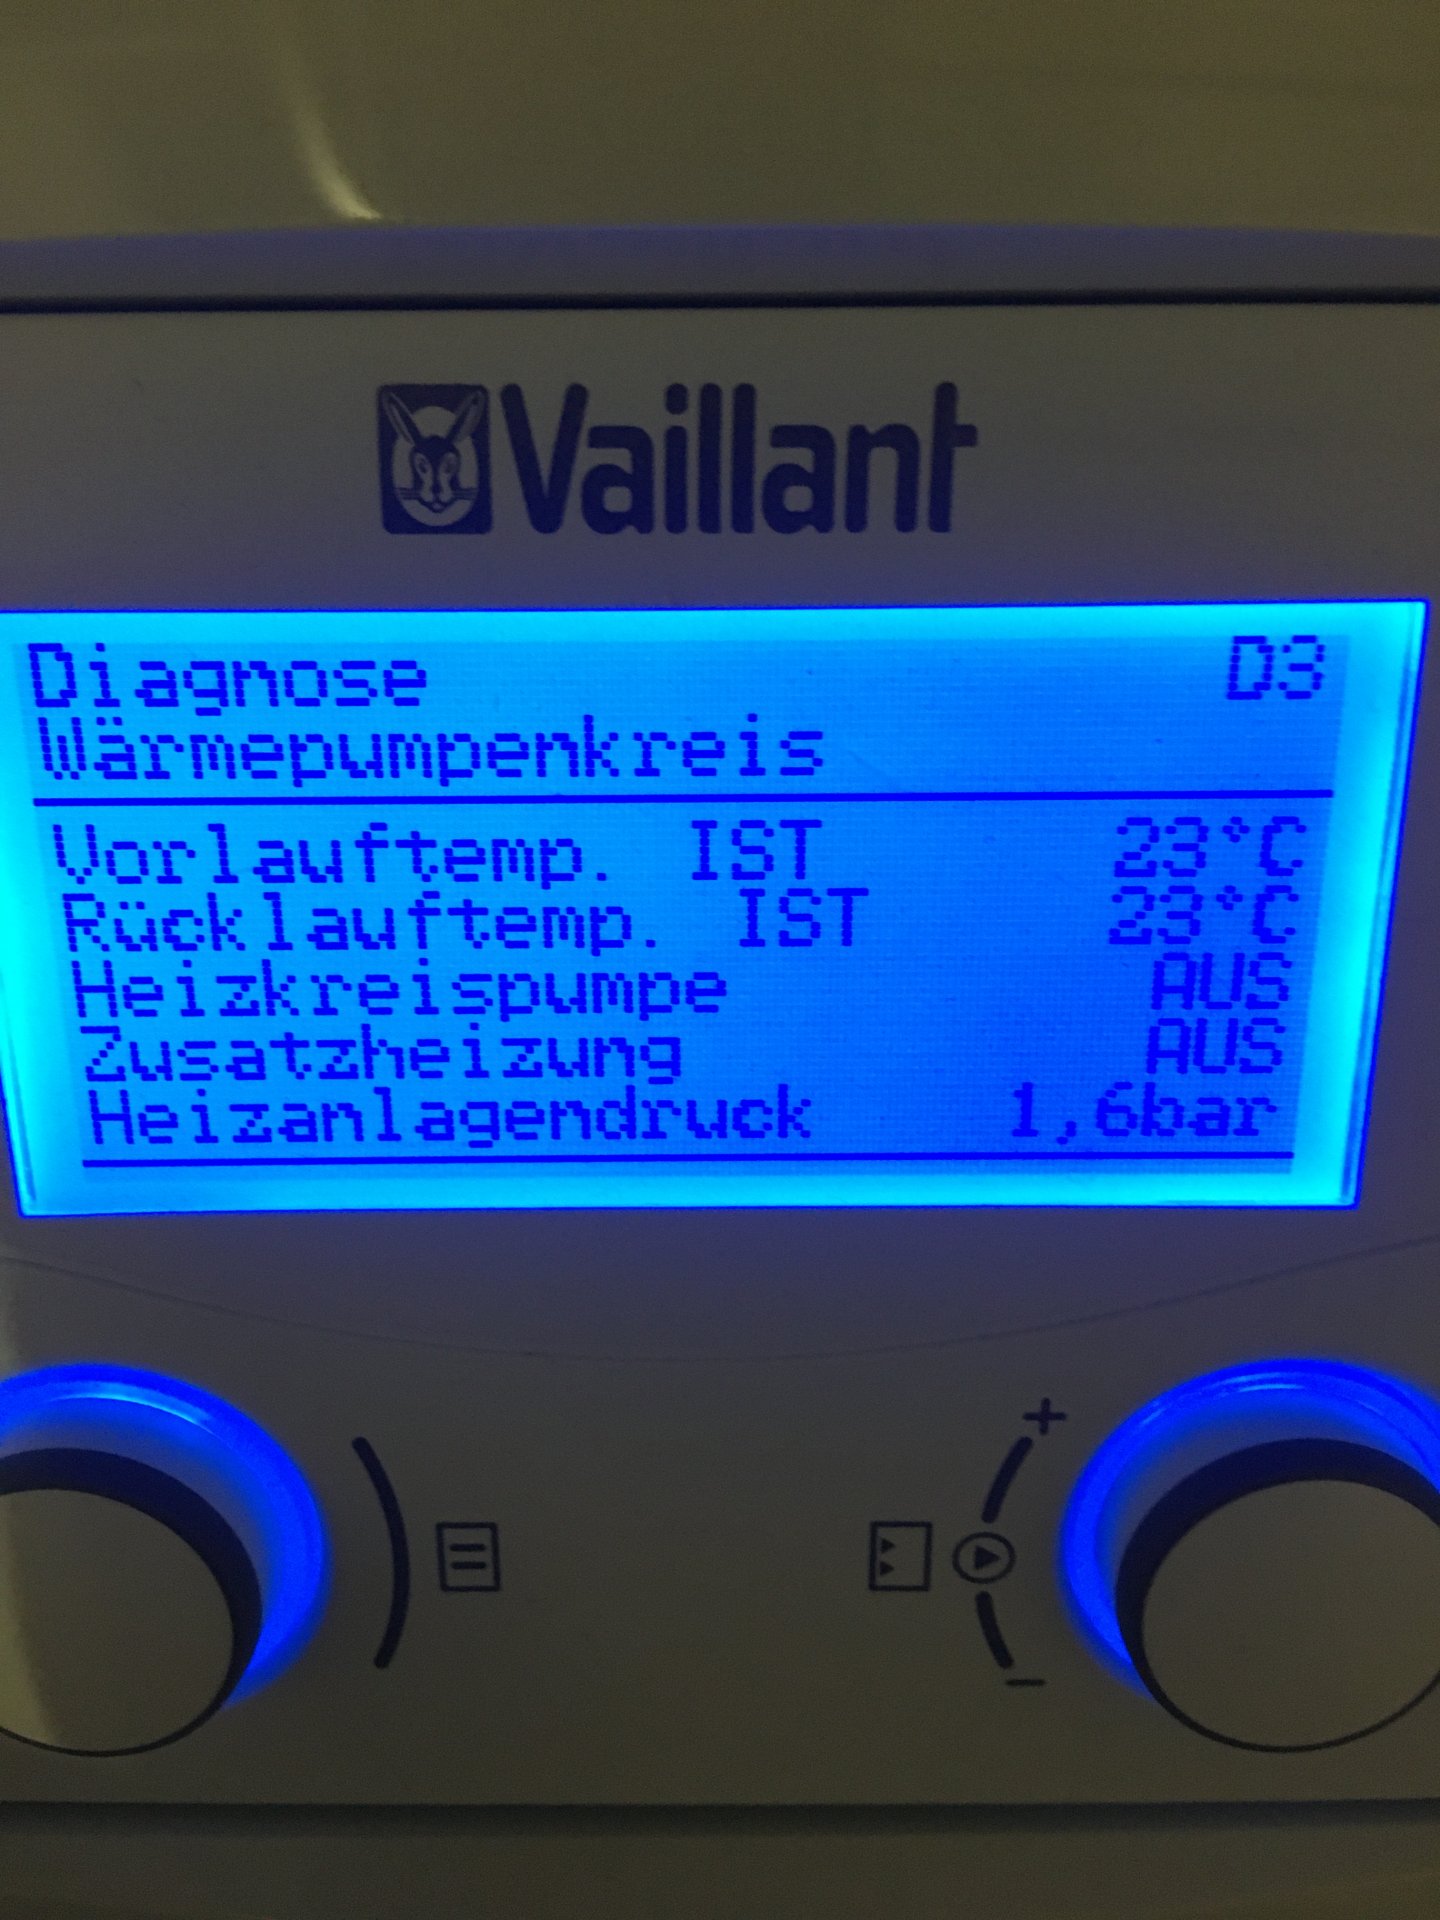 Vaillant
Diagnose D3
Wärmepumpenkreis
Vorlauftemp. IST 23°C
Rücklauftemp. IST 23°C
Heizkreispumpe AUS
Zusatzheizung AUS
Heizanlagendruck 1,6bar
+
-